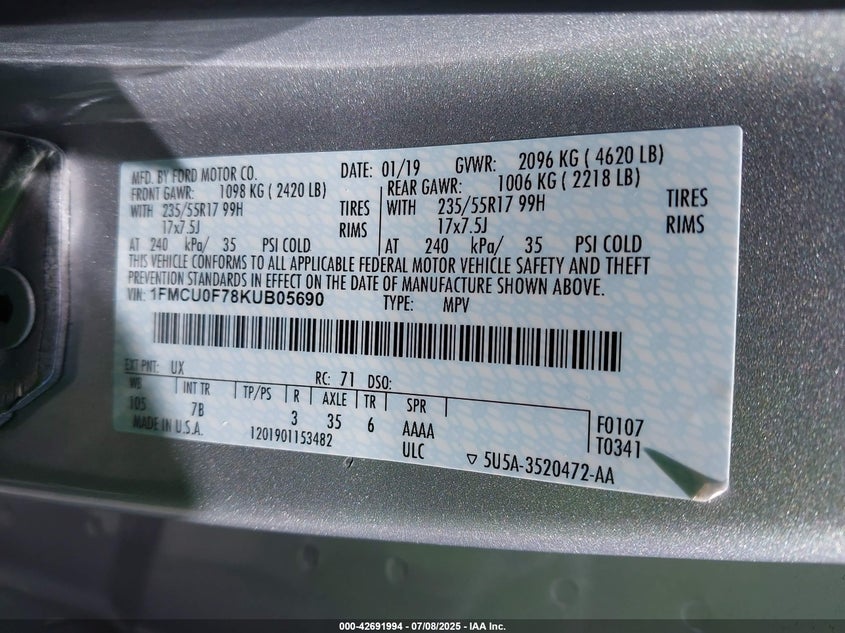 MFD. BY FORD MOTOR CO. DATE: 01/19 GVWR: 2096 KG ( 4620 LB)
FRONT GAWR: 1098 KG ( 2420 LB) REAR GAWR: 1006 KG ( 2218 LB)
WITH 235/55R17 99H TIRES WITH 235/55R17 99H TIRES
17x7.5J RIMS 17x7.5J RIMS
AT 240 kPa/ 35 PSI COLD AT 240 kPa/ 35 PSI COLD
THIS VEHICLE CONFORMS TO ALL APPLICABLE FEDERAL MOTOR VEHICLE SAFETY AND THEFT
PREVENTION STANDARDS IN EFFECT ON THE DATE OF MANUFACTURE SHOWN ABOVE.
VIN: 1FMCU0F78KUB05690 TYPE: MPV
EXT PNT: UX RC: 71 DSO:
WB INT TR TP/PS R AXLE TR SPR
105 7B 3 35 6 AAAA F0107
MADE IN U.S.A. 1201901153482 ULC T0341
▽ 5U5A-3520472-AA
000-42691994 - 07/08/2025 - IAA Inc.